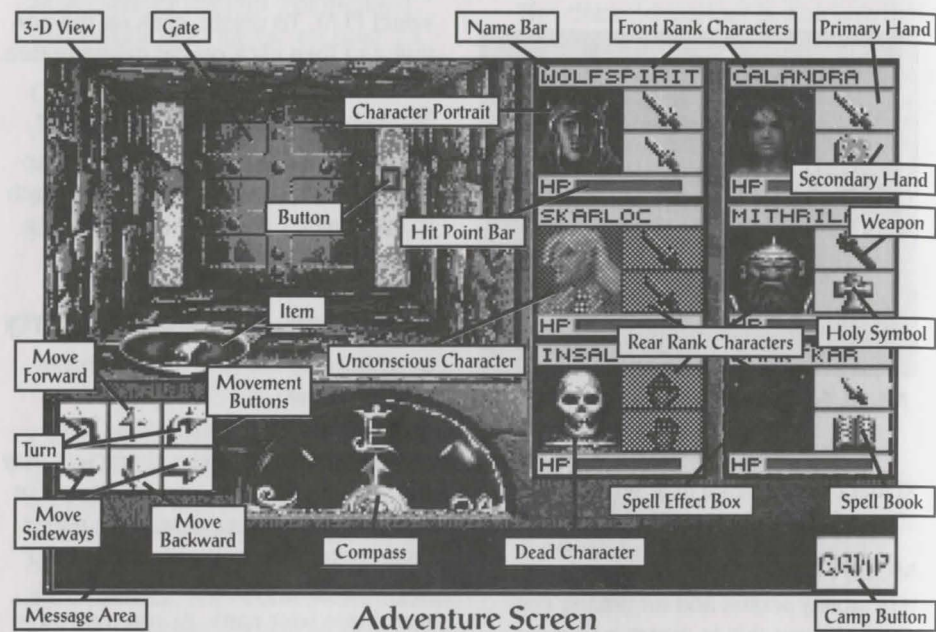 3-D View
Gate
Name Bar
Front Rank Characters
Primary Hand
WOLFSPIRIT
CALANDRA
Character Portrait
HP
HP
Secondary Hand
Button
Hit Point Bar
SKARLOC
Weapon
Item
Unconscious Character
HP
HP
Rear Rank Characters
Holy Symbol
Move
Forward
Movement
Buttons
Turn
E
HP
HP
Move
Sideways
Move
Backward
Compass
Dead Character
Spell Effect Box
Spell Book
CAMP
Message Area
Adventure Screen
Camp Button